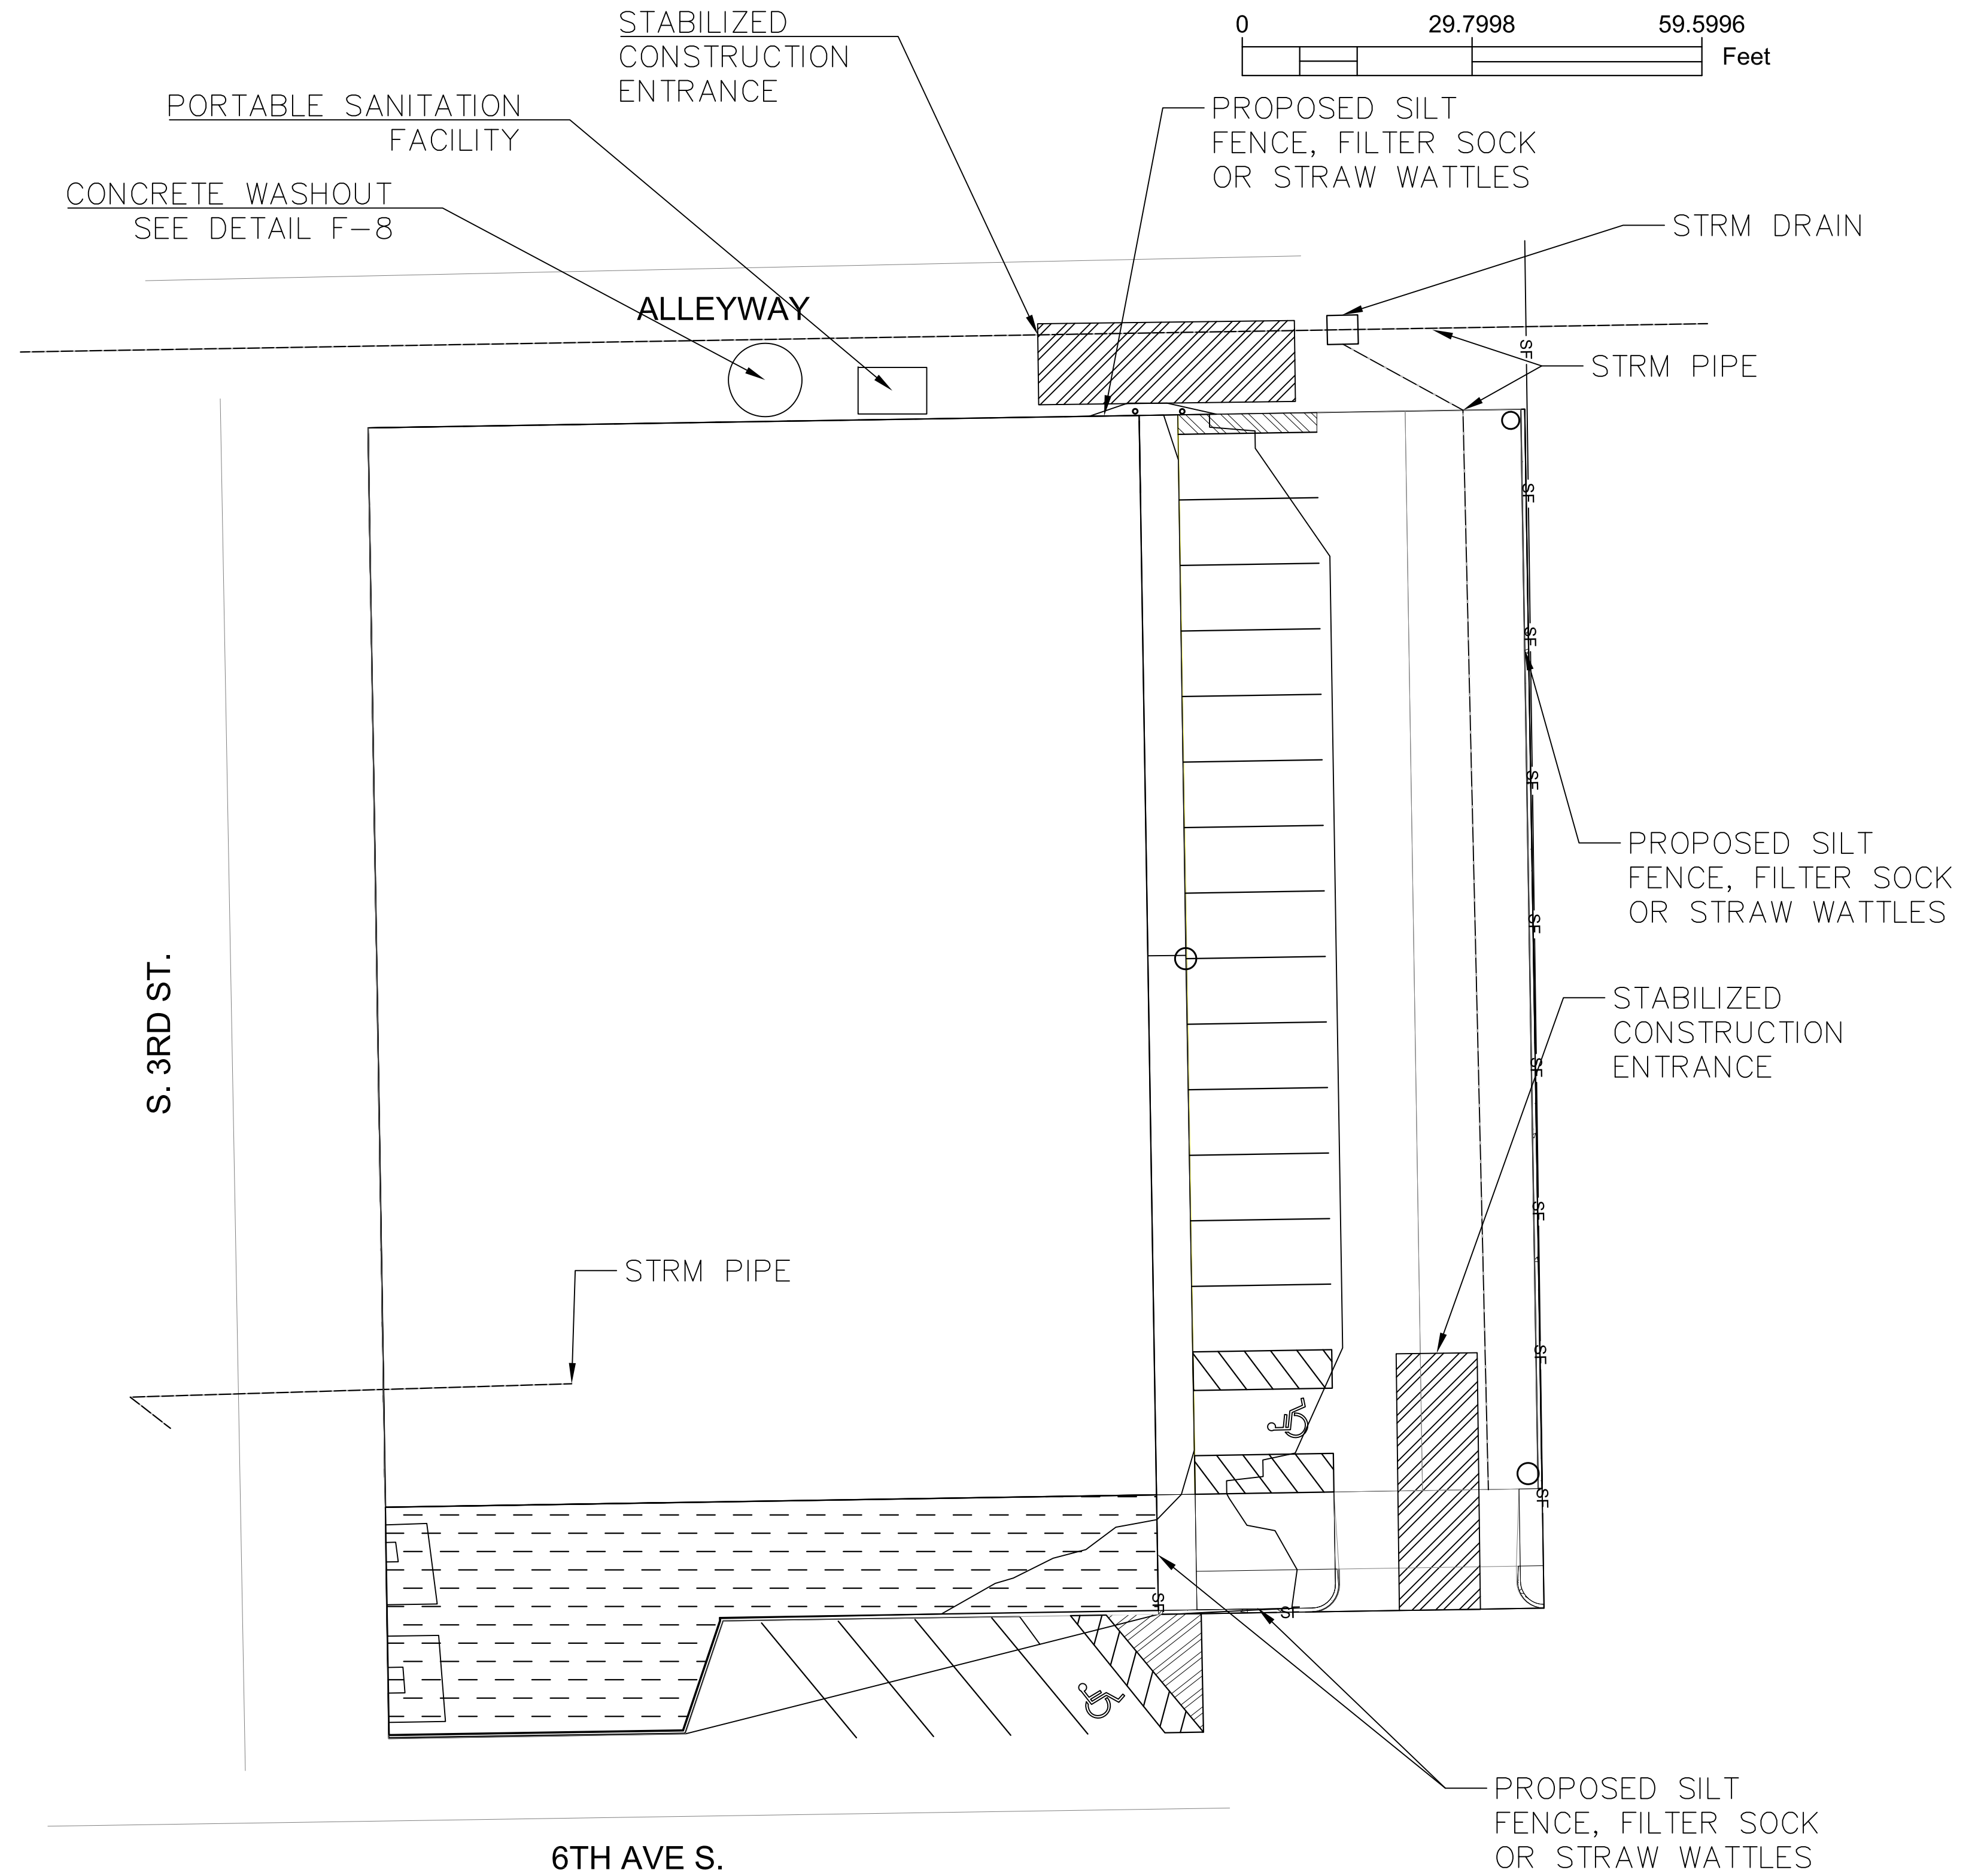 STABILIZED
CONSTRUCTION
ENTRANCE
0 29.7998 59.5996
Feet
PORTABLE SANITATION
FACILITY
PROPOSED SILT
FENCE, FILTER SOCK
OR STRAW WATTLES
CONCRETE WASHOUT
SEE DETAIL F-8
STRM DRAIN
ALLEYWAY
STRM PIPE
SF
SF
SF
SF
PROPOSED SILT
FENCE, FILTER SOCK
OR STRAW WATTLES
SF
S. 3RD ST.
STABILIZED
CONSTRUCTION
ENTRANCE
SF
SF
STRM PIPE
SF
SF
SF
SF
PROPOSED SILT
FENCE, FILTER SOCK
OR STRAW WATTLES
6TH AVE S.